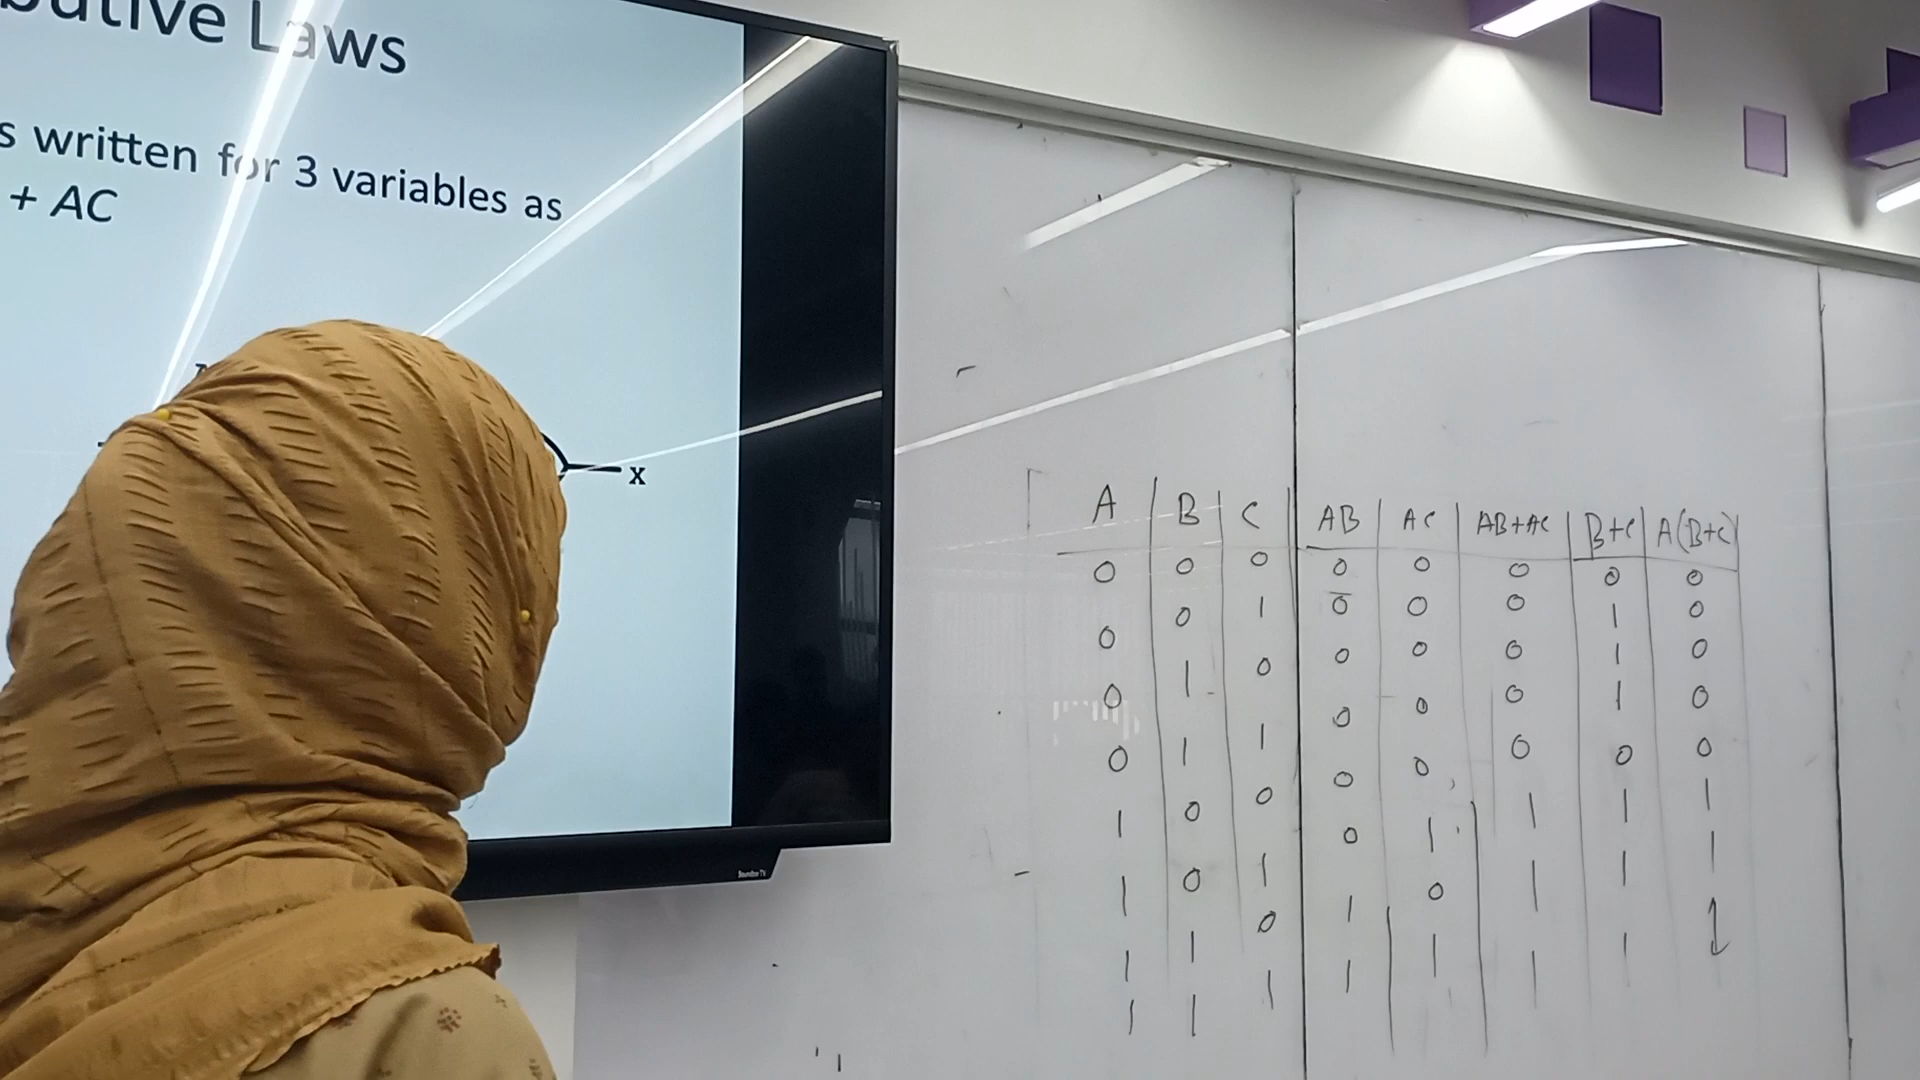 Laws
s written for 3 variables as
+ AC
x
A B C AB AC AB+AC B+C A(B+C)
0 0 0 0 0 0 0 0
0 0 1 0 0 0 1 0
0 1 0 0 0 0 1 0
0 1 1 0 0 0 1 0
1 0 0 0 0 0 0 0
1 0 1 0 1 1 1 1
1 1 0 1 0 1 1 1
1 1 1 1 1 1 1 1